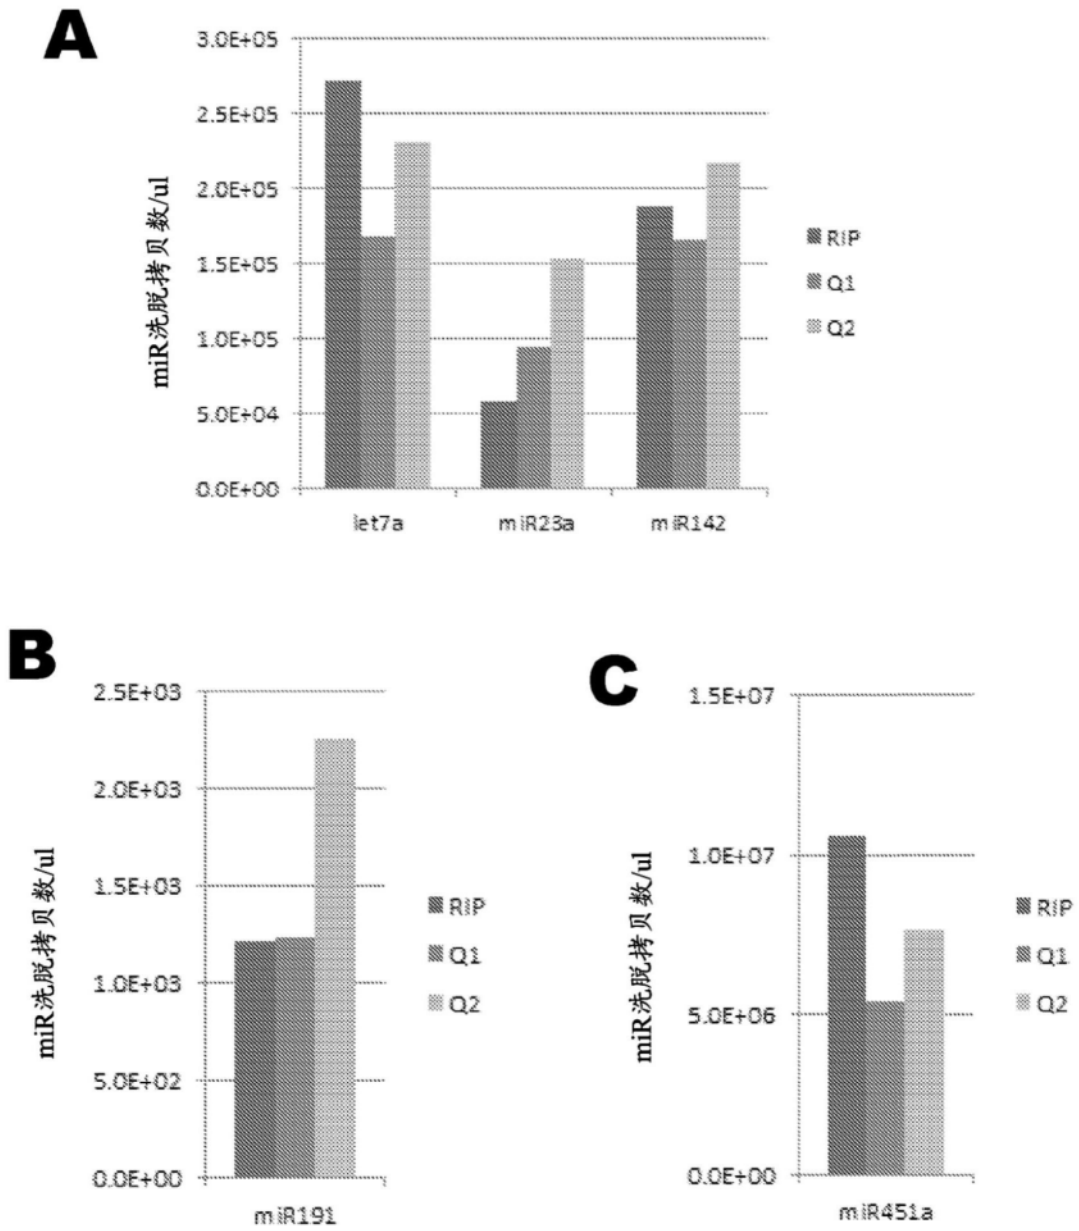 A
3.0E+05
2.5E+05
2.0E+05
1.5E+05
1.0E+05
5.0E+04
0.0E+00
miR洗脱拷贝数/ul
let7a miR23a miR142
RIP
Q1
Q2
B
2.5E+03
2.0E+03
1.5E+03
1.0E+03
5.0E+02
0.0E+00
miR洗脱拷贝数/ul
miR191
RIP
Q1
Q2
C
1.5E+07
1.0E+07
5.0E+06
0.0E+00
miR洗脱拷贝数/ul
miR451a
RIP
Q1
Q2